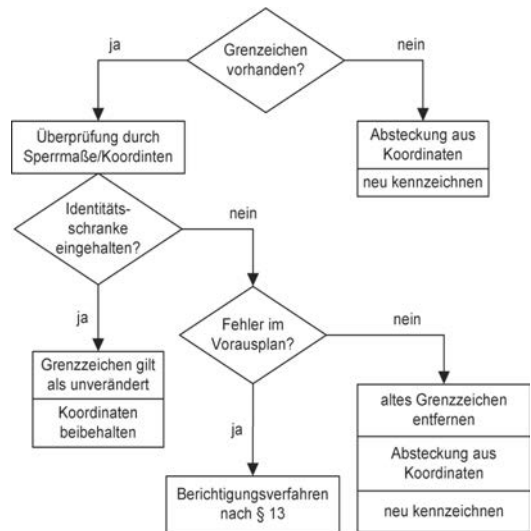 ja
Grenzeichen
vorhanden?
nein
Überprüfung durch
Sperrmaße/Koordinten
Absteckung aus
Koordinaten
neu kennzeichnen
Identitäts-
schranke
eingehalten?
nein
ja
Fehler im
Vorausplan?
nein
Grenzzeichen gilt
als unverändert
Koordinaten
beibehalten
ja
altes Grenzzeichen
entfernen
Absteckung aus
Koordinaten
neu kennzeichnen
Berichtigungsverfahren
nach § 13